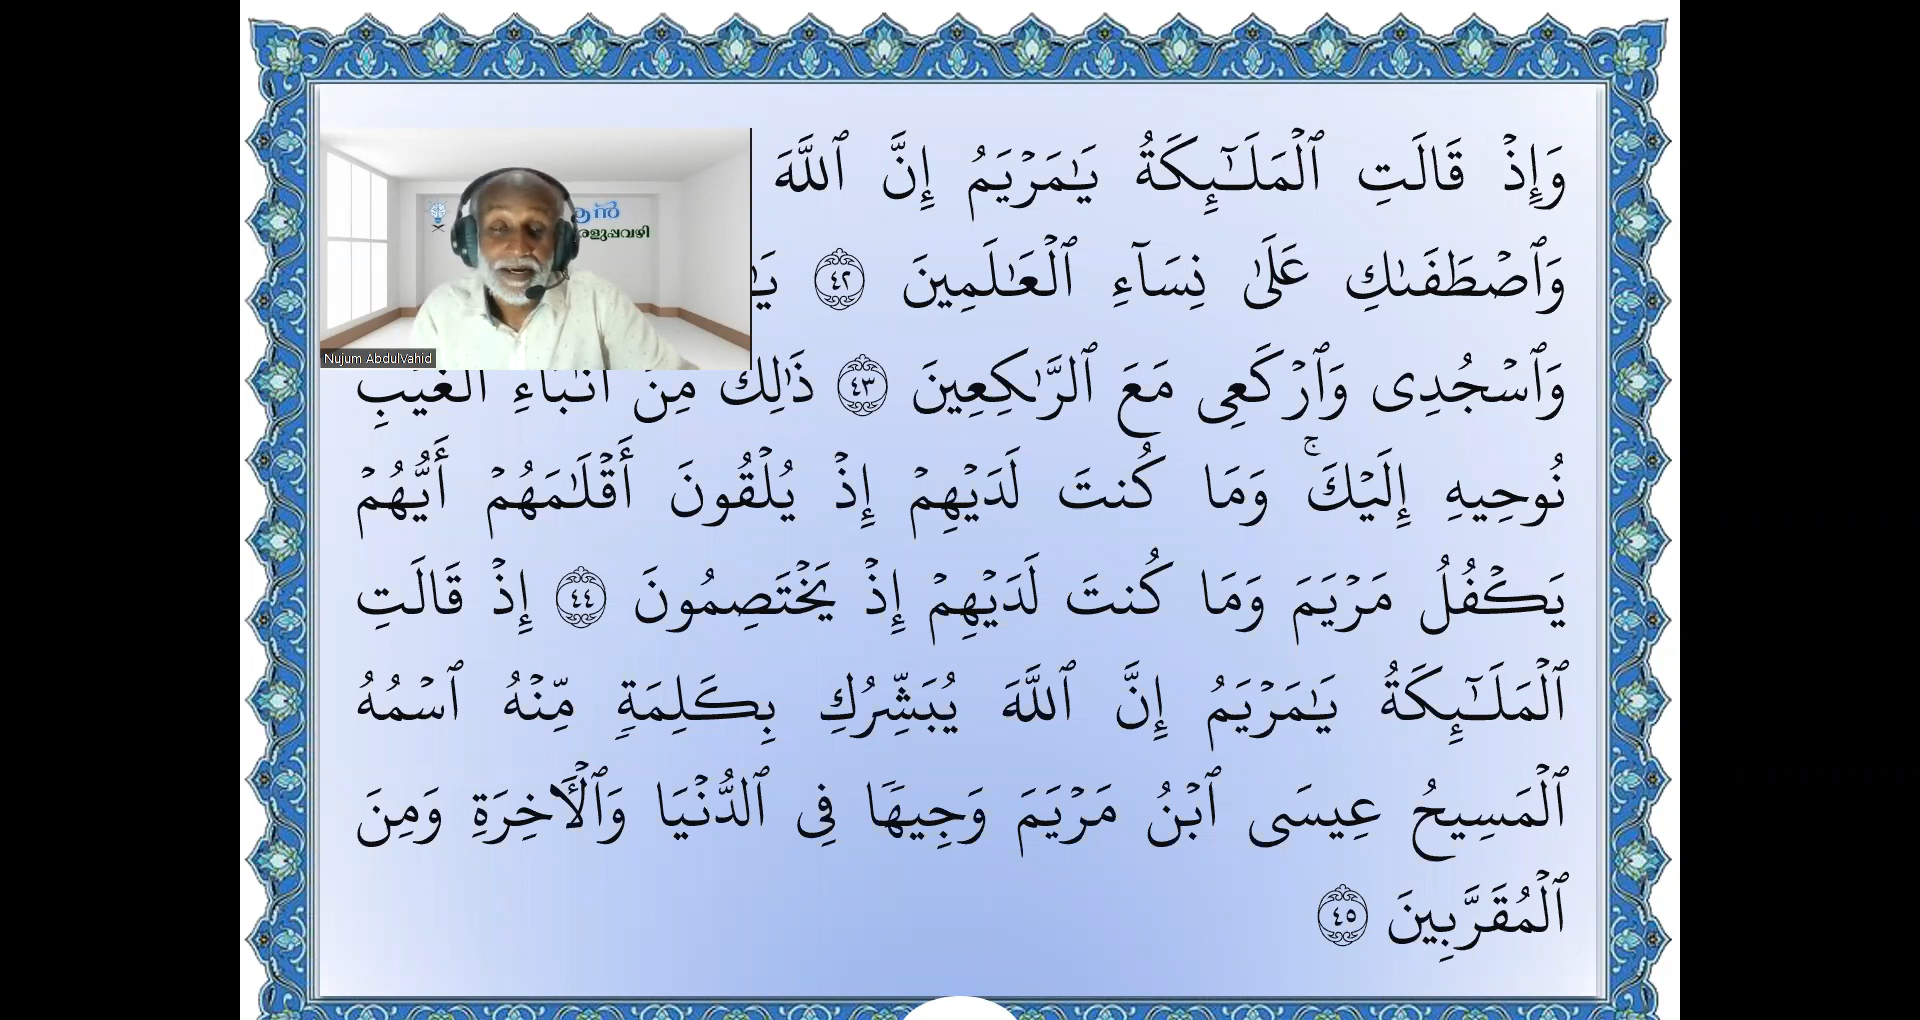 وَإِذۡ قَالَتِ ٱلۡمَلَـٰٓئِكَةُ يَـٰمَرۡيَمُ إِنَّ ٱللَّهَ
وَٱصۡطَفَىٰكِ عَلَىٰ نِسَآءِ ٱلۡعَـٰلَمِينَ ٤٢
وَٱسۡجُدِى وَٱرۡكَعِى مَعَ ٱلرَّٰكِعِينَ ٤٣ ذَٰلِكَ مِنۡ أَنۢبَآءِ ٱلۡغَيۡبِ
نُوحِيهِ إِلَيۡكَۚ وَمَا كُنتَ لَدَيۡهِمۡ إِذۡ يُلۡقُونَ أَقۡلَـٰمَهُمۡ أَيُّهُمۡ
يَكۡفُلُ مَرۡيَمَ وَمَا كُنتَ لَدَيۡهِمۡ إِذۡ يَخۡتَصِمُونَ ٤٤ إِذۡ قَالَتِ
ٱلۡمَلَـٰٓئِكَةُ يَـٰمَرۡيَمُ إِنَّ ٱللَّهَ يُبَشِّرُكِ بِكَلِمَةٖ مِّنۡهُ ٱسۡمُهُ
ٱلۡمَسِيحُ عِيسَى ٱبۡنُ مَرۡيَمَ وَجِيهٗا فِى ٱلدُّنۡيَا وَٱلۡأَخِرَةِ وَمِنَ
ٱلۡمُقَرَّبِينَ ٤٥
Nujum AbdulVahid